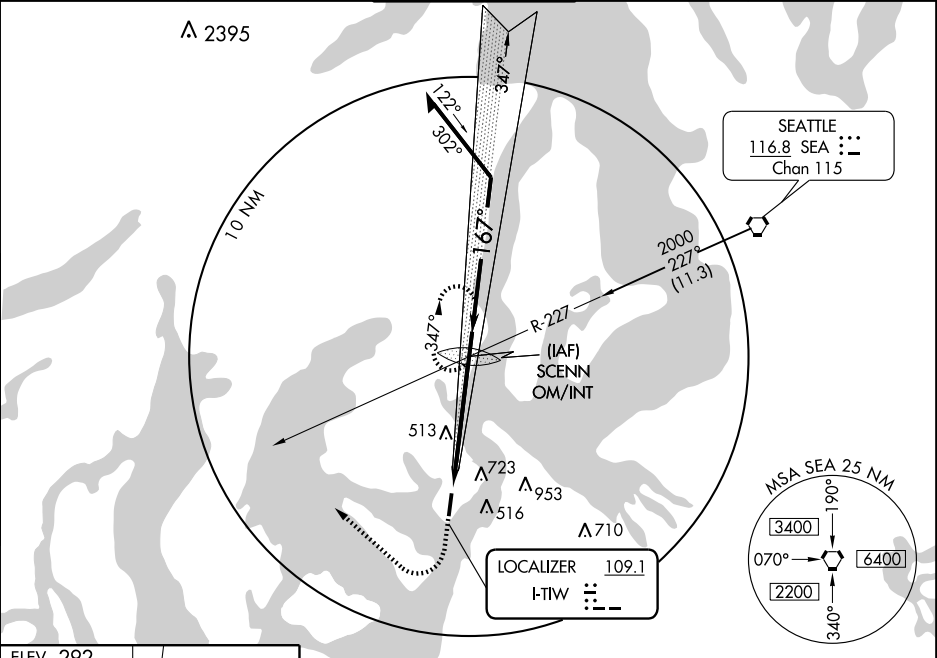 2395
347°
122°
302°
10 NM
167°
SEATTLE
116.8 SEA
Chan 115
2000
227°
(11.3)
R-227
347°
(IAF)
SCENN
OM/INT
513
723
953
516
710
LOCALIZER 109.1
I-TIW
MSA SEA 25 NM
190°
3400
070°
6400
2200
340°
ELEV 292